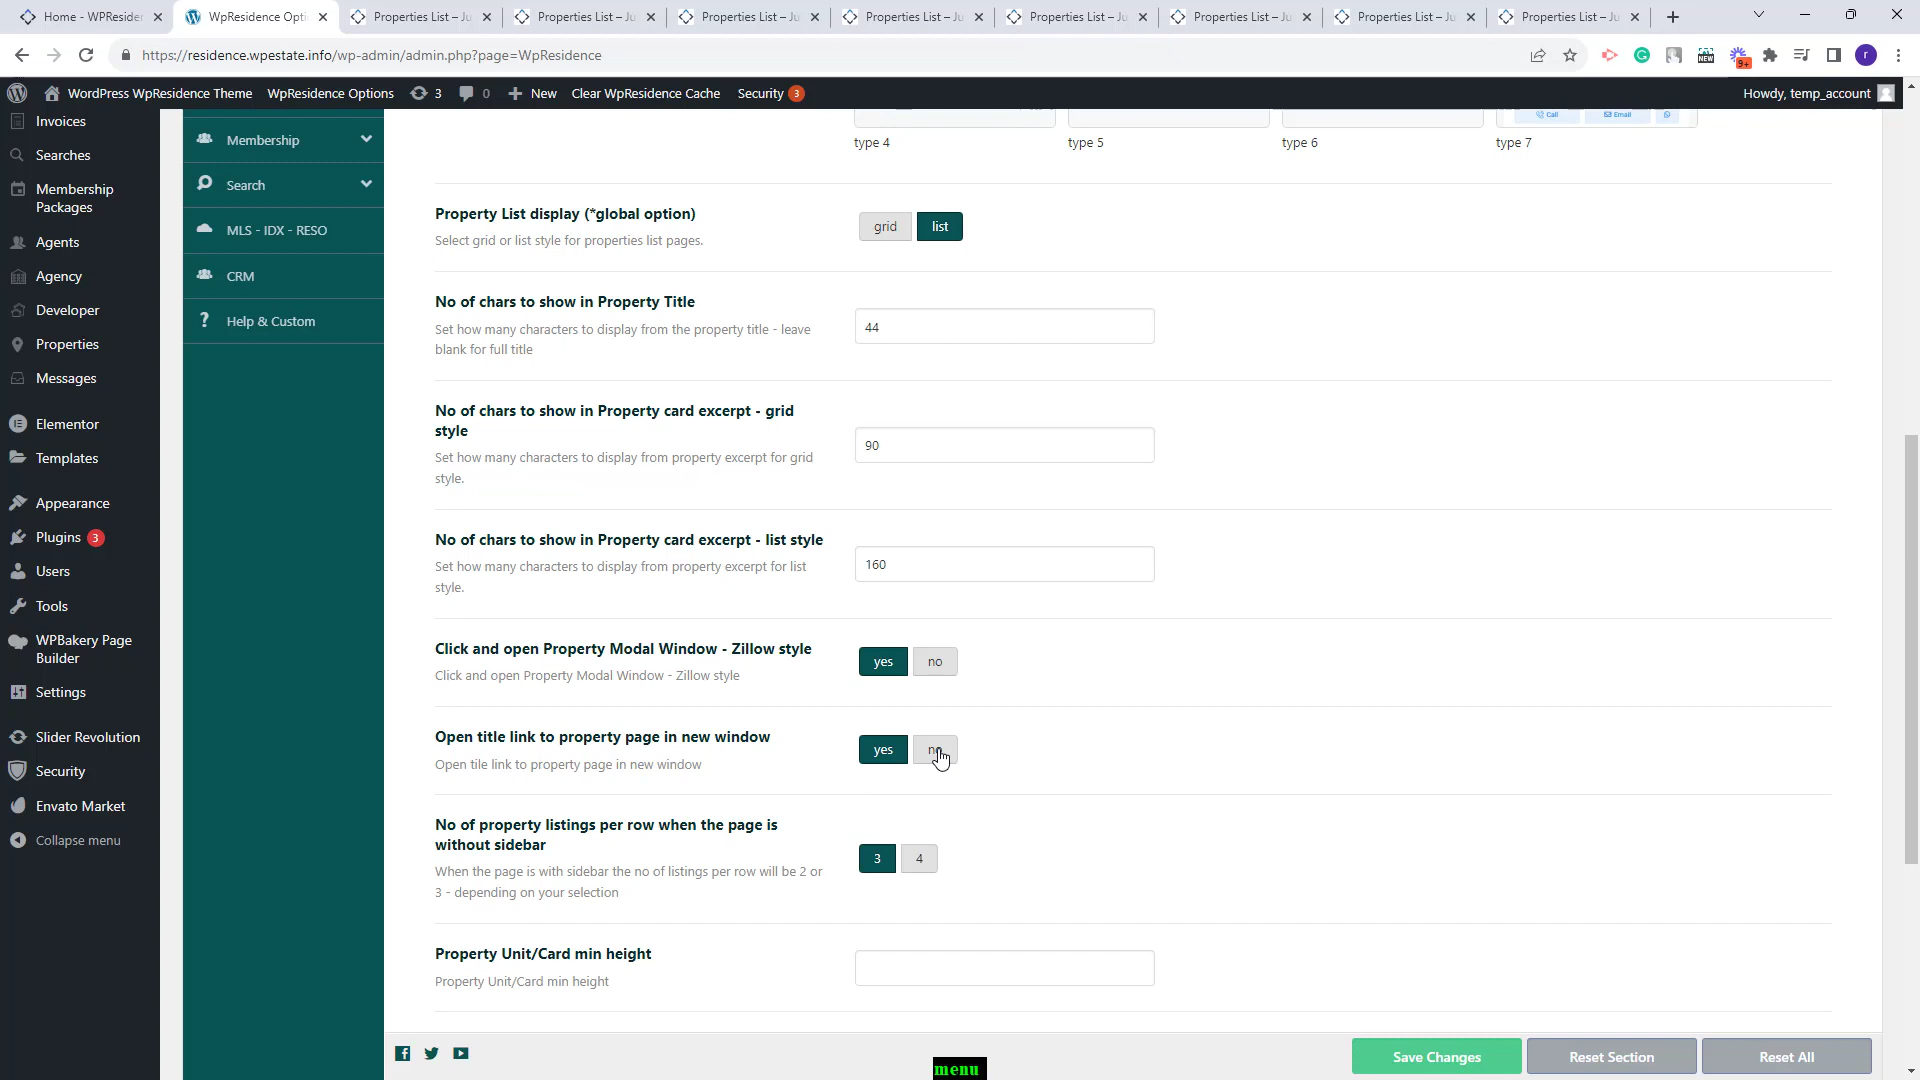 Home - WPResiden
WpResidence Opti
Properties List – Ju
Properties List – Ju
Properties List – Ju
Properties List – Ju
Properties List – Ju
Properties List – Ju
Properties List – Ju
Properties List – Ju
https://residence.wpestate.info/wp-admin/admin.php?page=WpResidence
NEW
9+
r
WordPress WpResidence Theme
WpResidence Options
3
0
New
Clear WpResidence Cache
Security 3
Howdy, temp_account
Invoices
Searches
Membership
Packages
Agents
Agency
Developer
Properties
Messages
Elementor
Templates
Appearance
Plugins 3
Users
Tools
WPBakery Page
Builder
Settings
Slider Revolution
Security
Envato Market
Collapse menu
Membership
Search
MLS - IDX - RESO
CRM
Help & Custom
Call
Email
type 4
type 5
type 6
type 7
Property List display (*global option)
Select grid or list style for properties list pages.
grid
list
No of chars to show in Property Title
Set how many characters to display from the property title - leave
blank for full title
44
No of chars to show in Property card excerpt - grid
style
Set how many characters to display from property excerpt for grid
style.
90
No of chars to show in Property card excerpt - list style
Set how many characters to display from property excerpt for list
style.
160
Click and open Property Modal Window - Zillow style
Click and open Property Modal Window - Zillow style
yes
no
Open title link to property page in new window
Open tile link to property page in new window
yes
no
No of property listings per row when the page is
without sidebar
When the page is with sidebar the no of listings per row will be 2 or
3 - depending on your selection
3
4
Property Unit/Card min height
Property Unit/Card min height
Save Changes
Reset Section
Reset All
menu